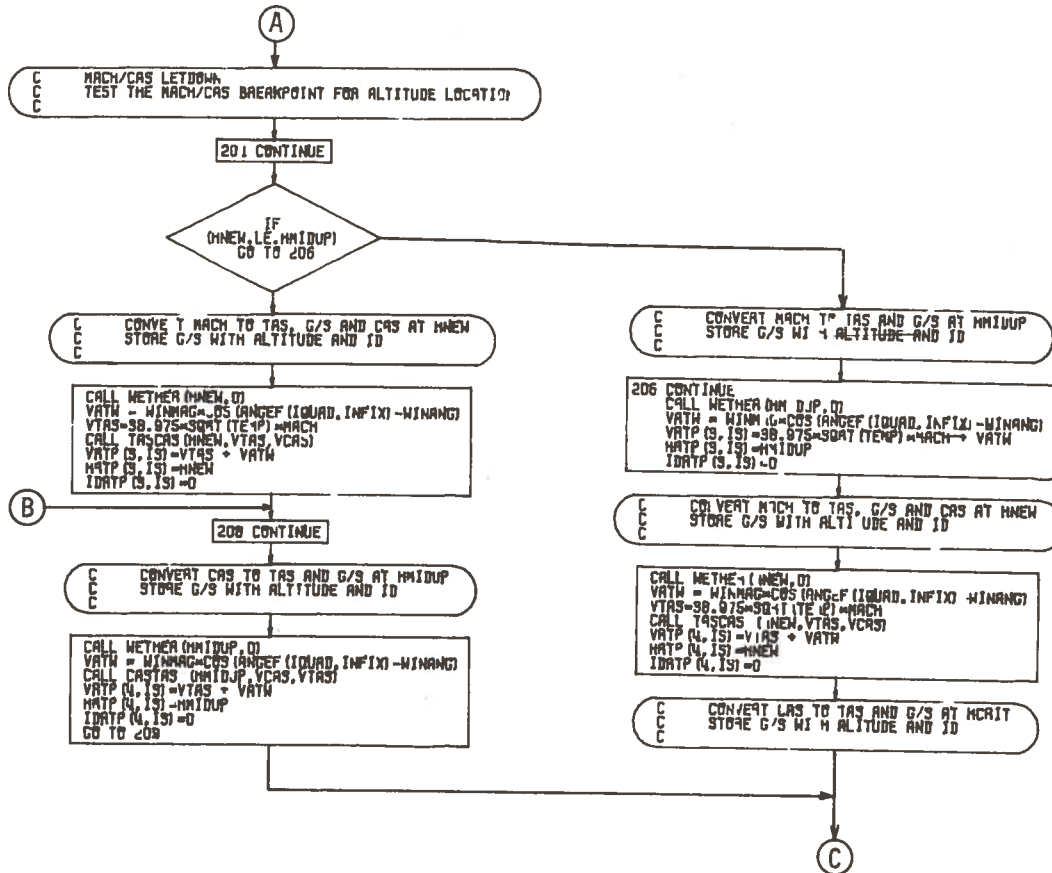 A
C MACH/CAS LETDOWN
C TEST THE MACH/CAS BREAKPOINT FOR ALTITUDE LOCATION
C
201 CONTINUE
IF
(HNEW.LE.HMIDUP)
GO TO 206
C CONVE T MACH TO TAS, G/S AND CAS AT HNEW
C STORE G/S WITH ALTITUDE AND ID
C
CALL WETHER(HNEW,0)
VATW = WINMAG*COS(ANGEF(IQUAD,INFIX)-WINANG)
VTAS=38.975*SQRT(TEMP)*MACH
CALL TASCAS(HNEW,VTAS,VCAS)
VATP(3,IS)=VTAS + VATW
HATP(3,IS)=HNEW
IDATP(3,IS)=0
B
208 CONTINUE
C CONVERT CAS TO TAS AND G/S AT HMIDUP
C STORE G/S WITH ALTITUDE AND ID
C
CALL WETHER(HMIDUP,0)
VATW = WINMAG*COS(ANGEF(IQUAD,INFIX)-WINANG)
CALL CASTAS (HMIDUP,VCAS,VTAS)
VATP(4,IS)=VTAS + VATW
HATP(4,IS)=HMIDUP
IDATP(4,IS)=0
GO TO 209
C CONVERT MACH TO TAS AND G/S AT HMIDUP
C STORE G/S WI H ALTITUDE AND ID
C
206 CONTINUE
CALL WETHER(HM DUP,0)
VATW = WINMAG*COS(ANGEF(IQUAD,INFIX)-WINANG)
VATP(3,IS)=38.975*SQRT(TEMP)*MACH+ VATW
HATP(3,IS)=HMIDUP
IDATP(3,IS)=0
C CONVERT MACH TO TAS, G/S AND CAS AT HNEW
C STORE G/S WITH ALTI UDE AND ID
C
CALL WETHER(HNEW,0)
VATW = WINMAG*COS(ANGEF(IQUAD,INFIX)-WINANG)
VTAS=38.975*SQRT(TEMP)*MACH
CALL TASCAS (HNEW,VTAS,VCAS)
VATP(4,IS)=VTAS + VATW
HATP(4,IS)=HNEW
IDATP(4,IS)=0
C CONVERT CAS TO TAS AND G/S AT HCRIT
C STORE G/S WI H ALTITUDE AND ID
C
C